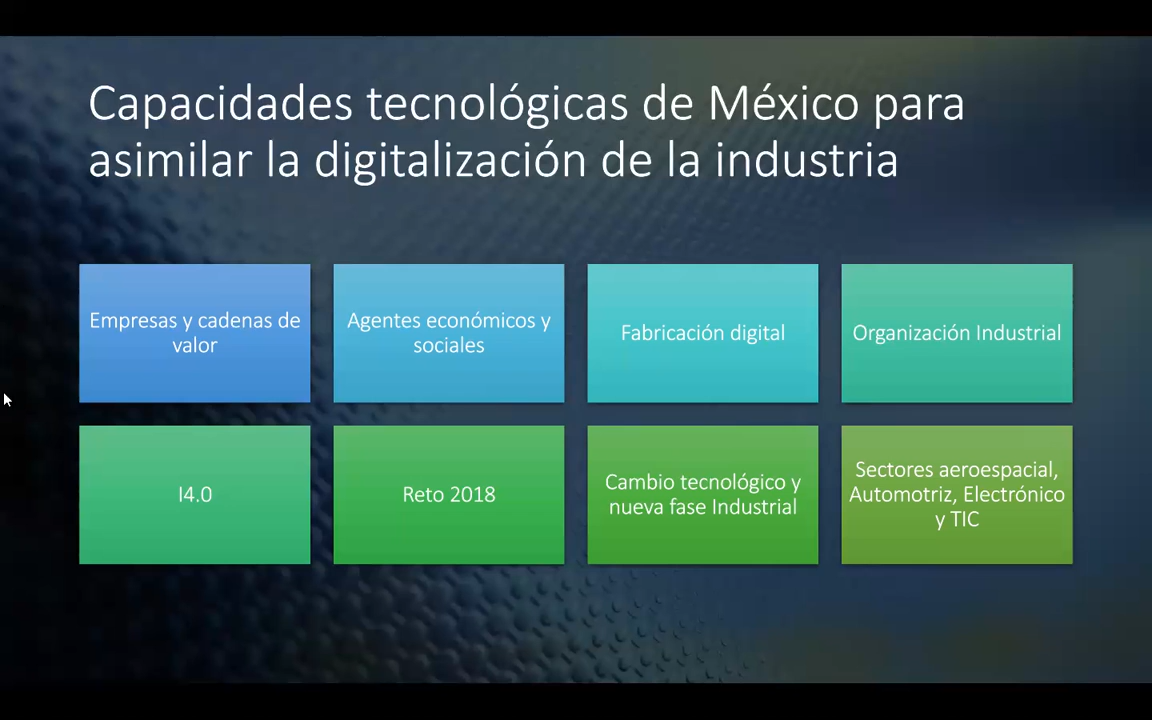 Capacidades tecnológicas de México para
asimilar la digitalización de la industria
Empresas y cadenas de
valor
Agentes económicos y
sociales
Fabricación digital
Organización Industrial
I4.0
Reto 2018
Cambio tecnológico y
nueva fase Industrial
Sectores aeroespacial,
Automotriz, Electrónico
y TIC